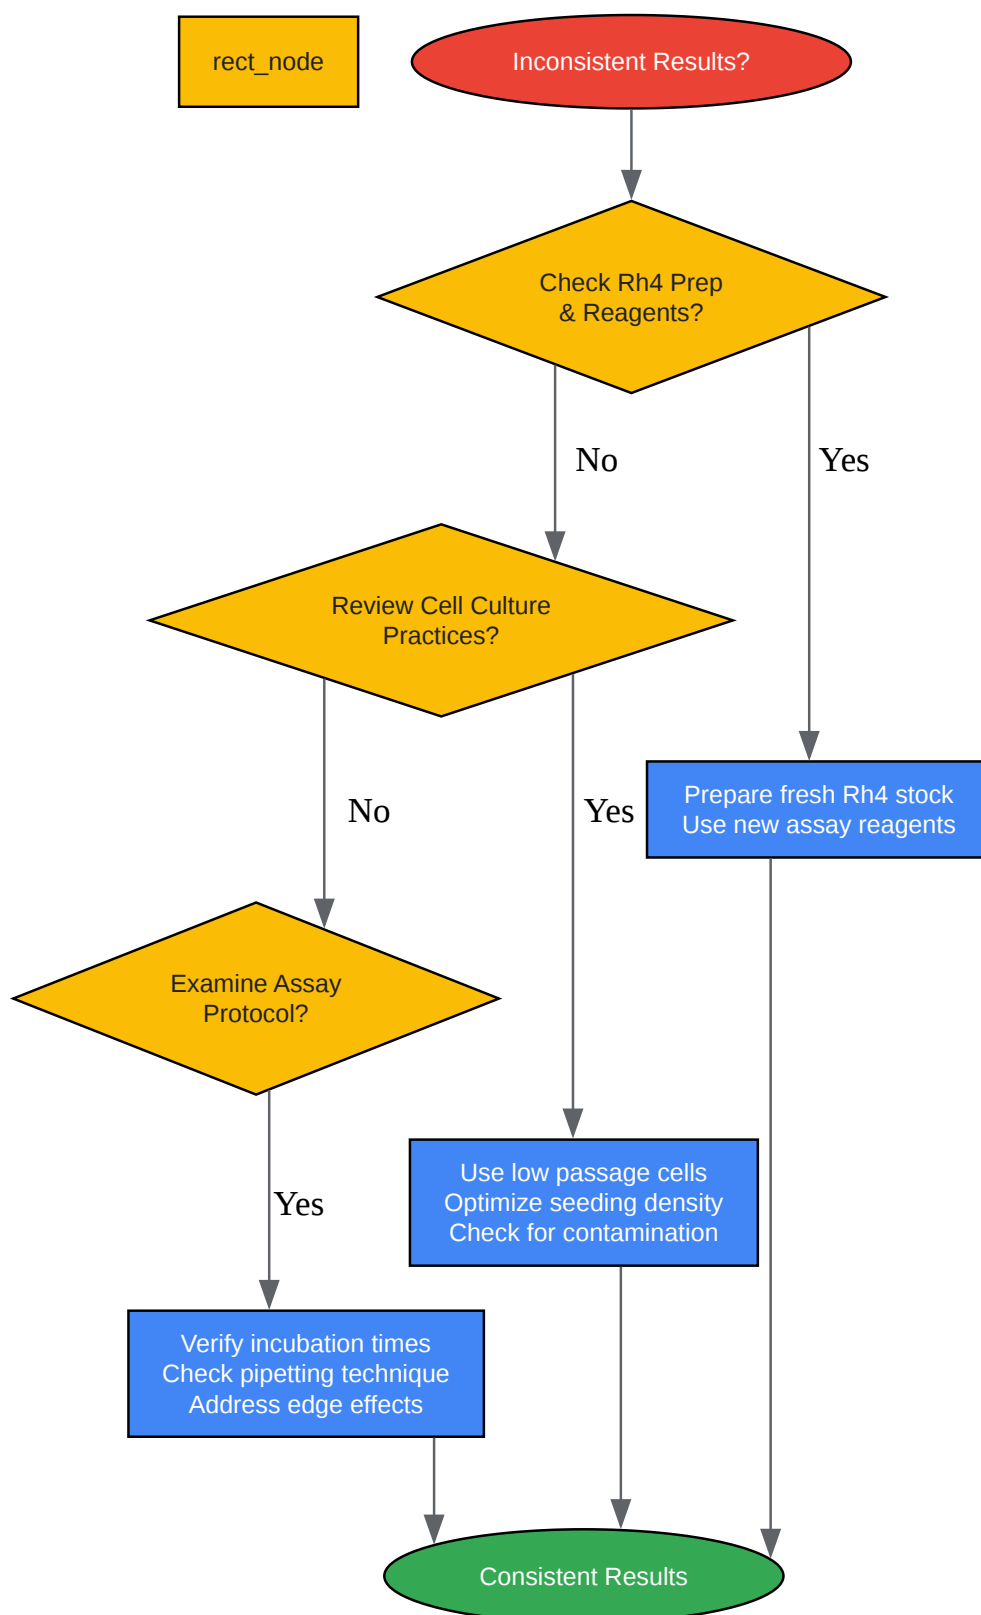 rect_node
Inconsistent Results?
Check Rh4 Prep
& Reagents?
No
Yes
Review Cell Culture
Practices?
Prepare fresh Rh4 stock
Use new assay reagents
No
Yes
Examine Assay
Protocol?
Use low passage cells
Optimize seeding density
Check for contamination
Yes
Verify incubation times
Check pipetting technique
Address edge effects
Consistent Results